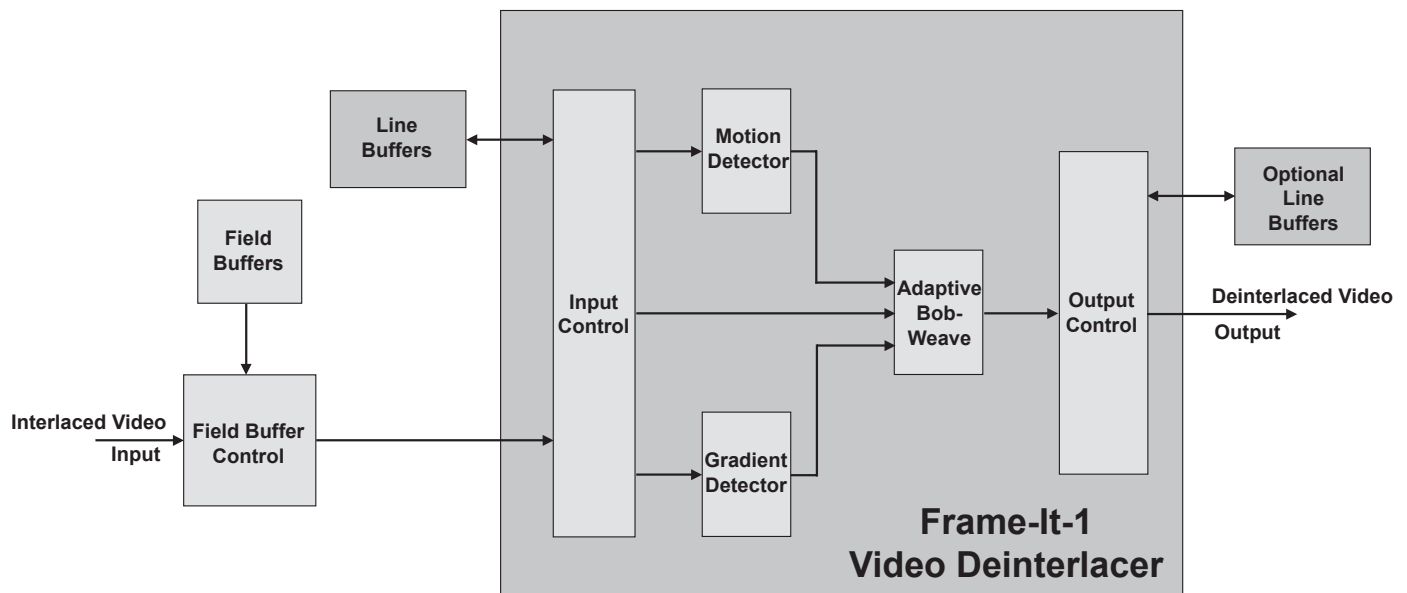 Line
Buffers
Field
Buffers
Interlaced Video
Input
Field Buffer
Control
Input
Control
Motion
Detector
Gradient
Detector
Adaptive
Bob-
Weave
Output
Control
Optional
Line
Buffers
Deinterlaced Video
Output
Frame-It-1
Video Deinterlacer